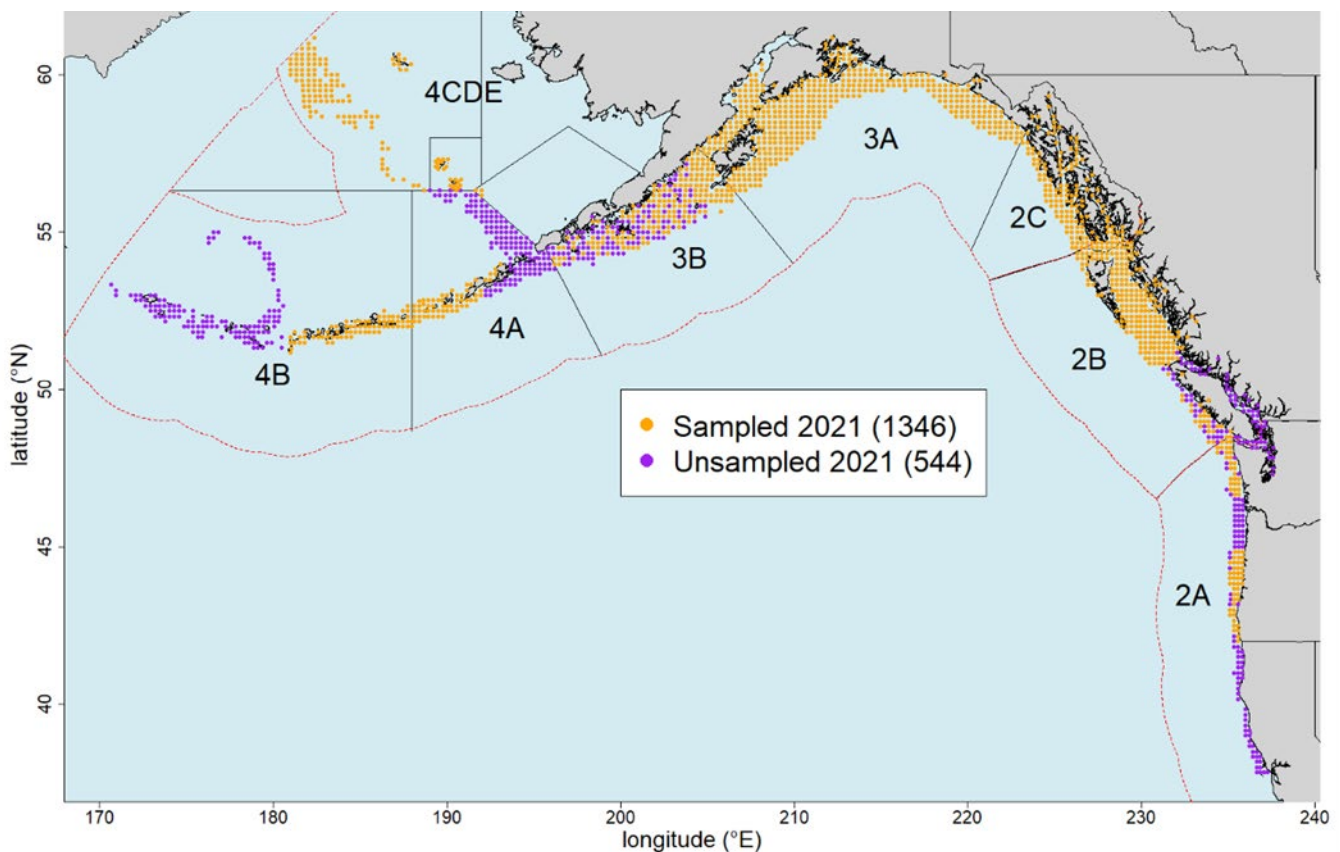 60
55
50
45
40
latitude (°N)
4CDE
3A
2C
3B
4A
4B
2B
2A
Sampled 2021 (1346)
Unsampled 2021 (544)
170 180 190 200 210 220 230 240
longitude (°E)